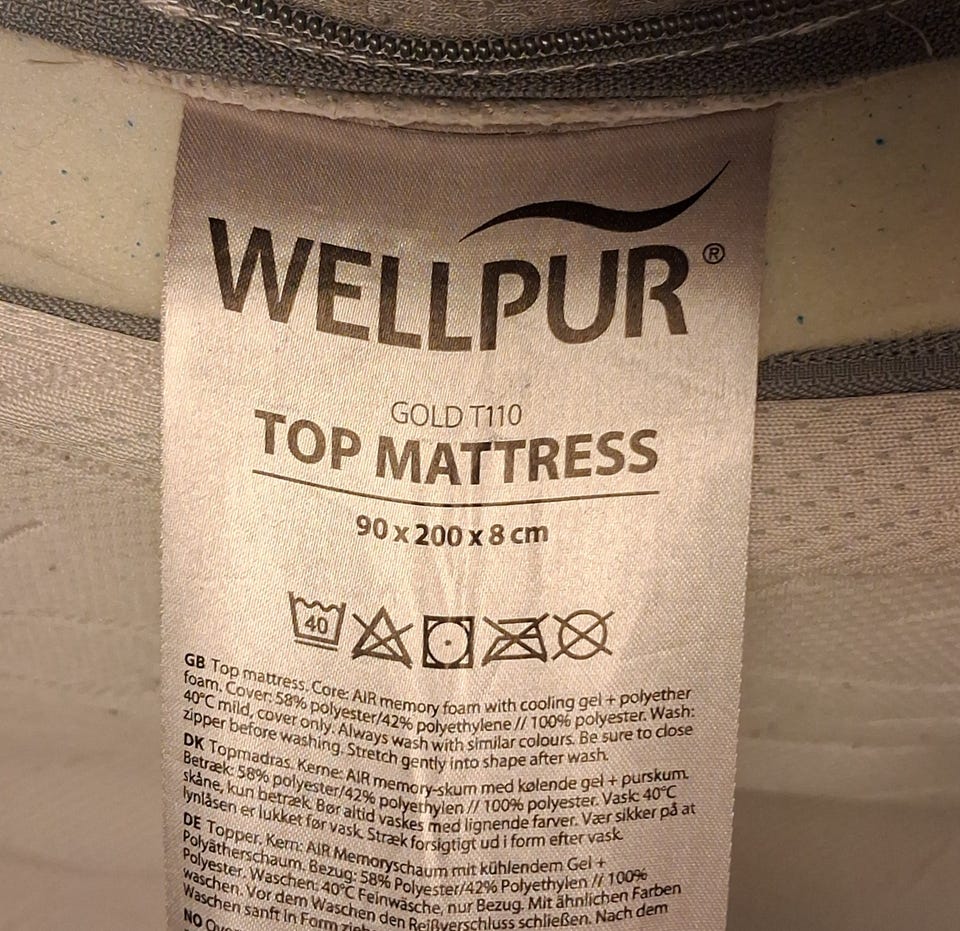 WELLPUR®
GOLD T110
TOP MATTRESS
90 x 200 x 8 cm
40
GB Top mattress. Core: AIR memory foam with cooling gel + polyether
foam. Cover: 58% polyester/42% polyethylene // 100% polyester. Wash:
40°C mild, cover only. Always wash with similar colours. Be sure to close
zipper before washing. Stretch gently into shape after wash.
DK Topmadras. Kerne: AIR memory-skum med kølende gel + purskum.
Betræk: 58% polyester/42% polyethylen // 100% polyester. Vask: 40°C
skåne, kun betræk. Bør altid vaskes med lignende farver. Vær sikker på at
lynlåsen er lukket før vask. Stræk forsigtigt ud i form efter vask.
DE Topper. Kern: AIR Memoryschaum mit kühlendem Gel +
Polyätherschaum. Bezug: 58% Polyester/42% Polyethylen // 100%
Polyester. Waschen: 40°C Feinwäsche, nur Bezug. Mit ähnlichen Farben
waschen. Vor dem Waschen den Reißverschluss schließen. Nach dem
Waschen sanft in Form
NO